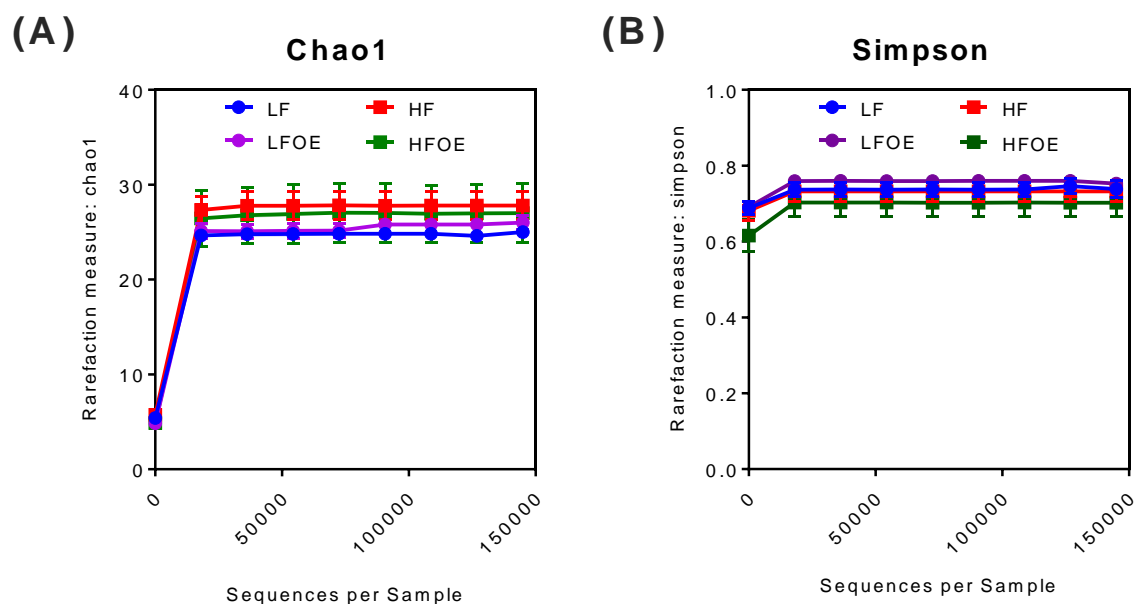 (A)
Chao1
Rarefaction measure: chao1
40
30
20
10
0
LF
HF
LFOE
HFOE
0
50000
100000
150000
Sequences per Sample
(B)
Simpson
Rarefaction measure: simpson
1.0
0.8
0.6
0.4
0.2
0.0
LF
HF
LFOE
HFOE
0
50000
100000
150000
Sequences per Sample